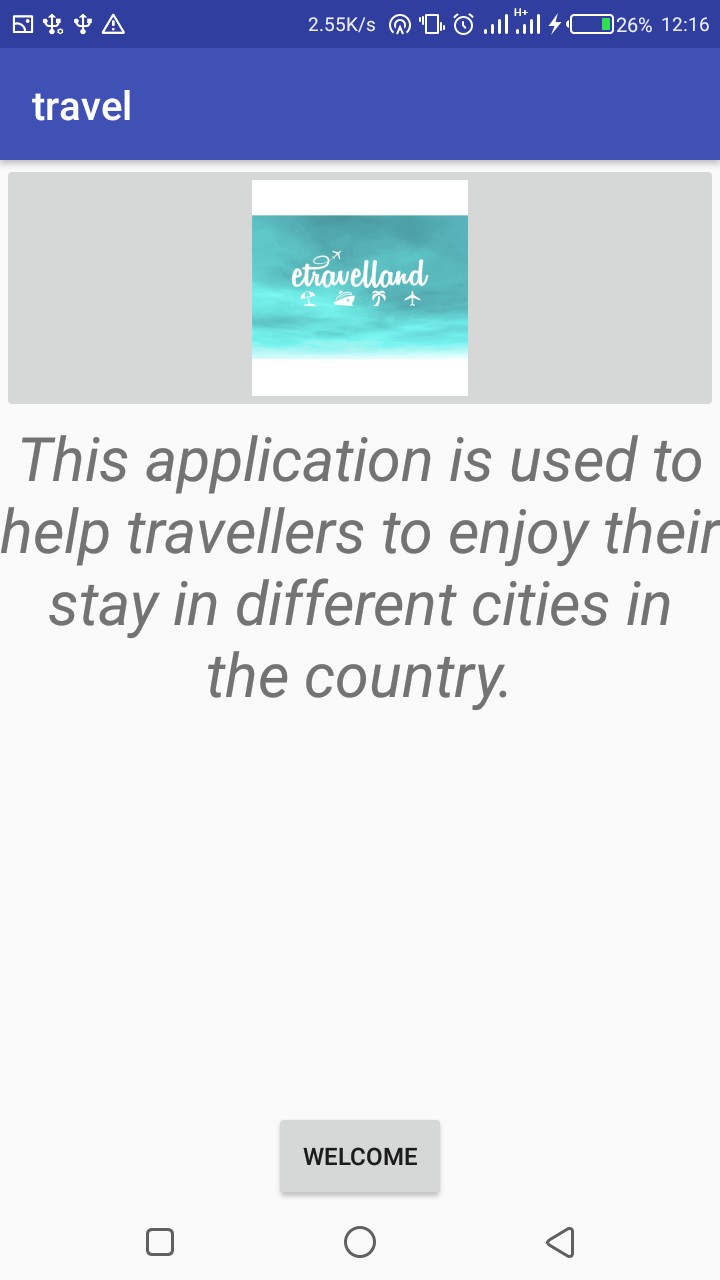 2.55K/s H+ 26% 12:16
travel
etravelland
This application is used to
help travellers to enjoy their
stay in different cities in
the country.
WELCOME